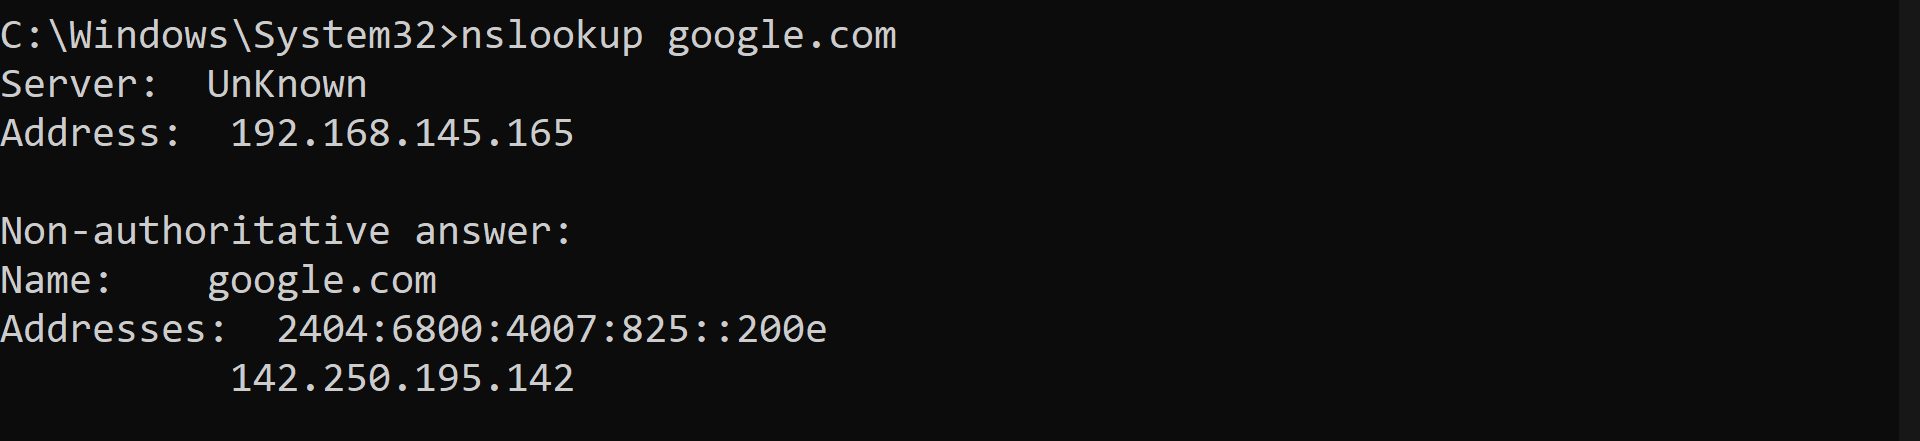 C:\Windows\System32>nslookup google.com
Server:  UnKnown
Address:  192.168.145.165

Non-authoritative answer:
Name:    google.com
Addresses:  2404:6800:4007:825::200e
          142.250.195.142